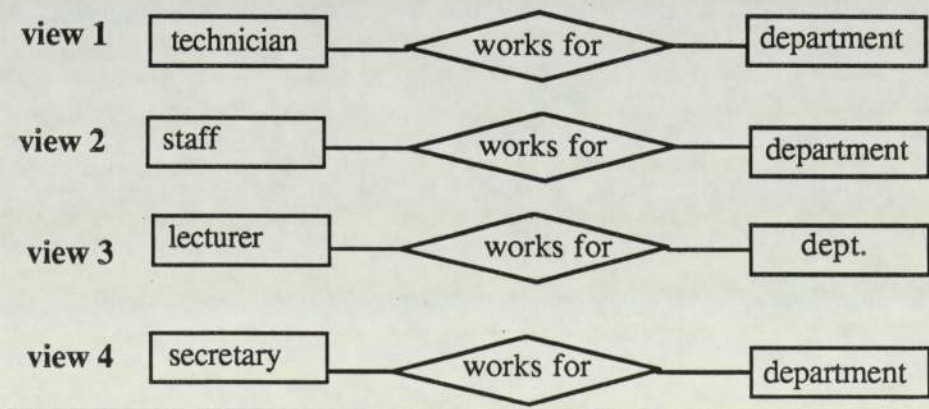 view 1 technician works for department
view 2 staff works for department
view 3 lecturer works for dept.
view 4 secretary works for department